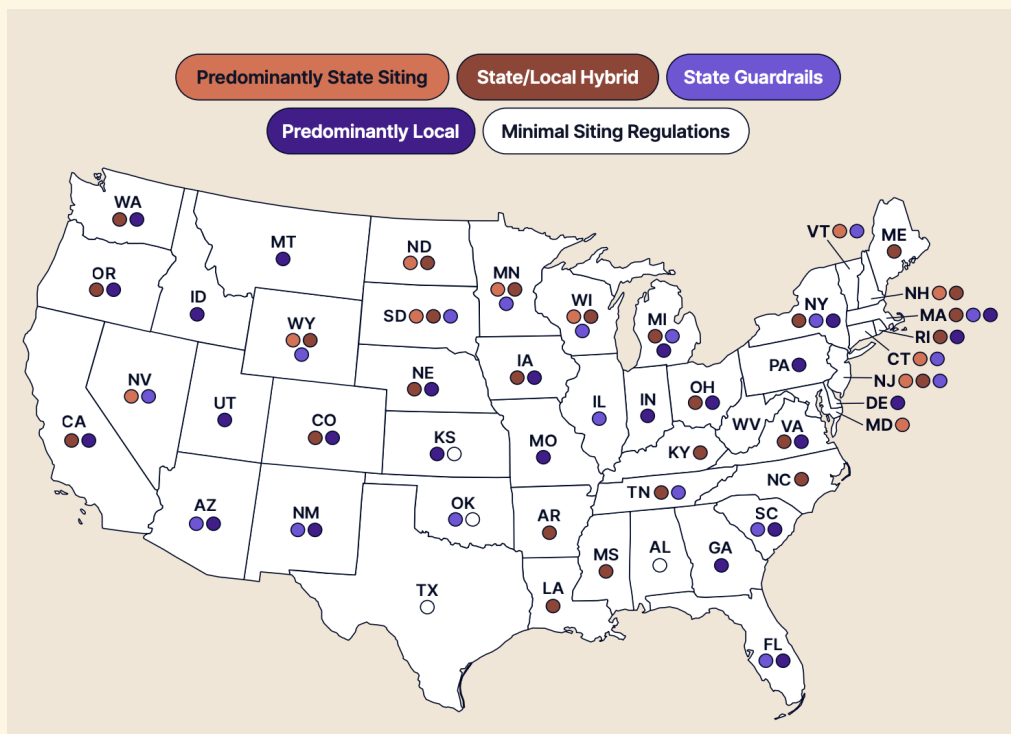 Predominantly State Siting State/Local Hybrid State Guardrails
Predominantly Local Minimal Siting Regulations
WA
VT
ME
MT
ND
OR
MN
ID
WI
NH
NY
MA
WY
SD
MI
RI
CT
IA
PA
NE
OH
NJ
NV
UT
IL
IN
DE
CA
CO
WV
VA
MD
KS
MO
KY
NC
TN
AZ
NM
OK
SC
AR
MS
AL
GA
TX
LA
FL